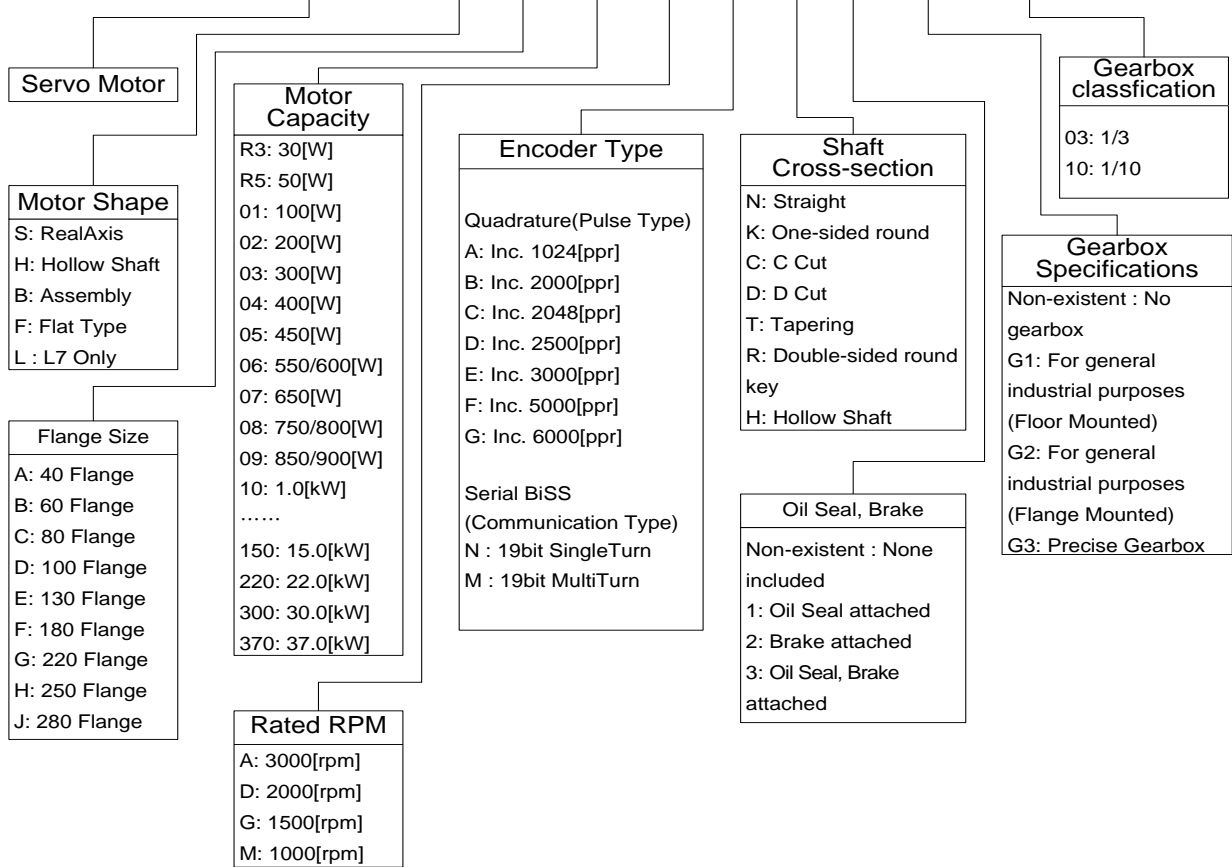 Servo Motor
Motor Shape
S: RealAxis
H: Hollow Shaft
B: Assembly
F: Flat Type
L : L7 Only
Flange Size
A: 40 Flange
B: 60 Flange
C: 80 Flange
D: 100 Flange
E: 130 Flange
F: 180 Flange
G: 220 Flange
H: 250 Flange
J: 280 Flange
Motor
Capacity
R3: 30[W]
R5: 50[W]
01: 100[W]
02: 200[W]
03: 300[W]
04: 400[W]
05: 450[W]
06: 550/600[W]
07: 650[W]
08: 750/800[W]
09: 850/900[W]
10: 1.0[kW]
……
150: 15.0[kW]
220: 22.0[kW]
300: 30.0[kW]
370: 37.0[kW]
Rated RPM
A: 3000[rpm]
D: 2000[rpm]
G: 1500[rpm]
M: 1000[rpm]
Encoder Type
Quadrature(Pulse Type)
A: Inc. 1024[ppr]
B: Inc. 2000[ppr]
C: Inc. 2048[ppr]
D: Inc. 2500[ppr]
E: Inc. 3000[ppr]
F: Inc. 5000[ppr]
G: Inc. 6000[ppr]
Serial BiSS
(Communication Type)
N : 19bit SingleTurn
M : 19bit MultiTurn
Shaft
Cross-section
N: Straight
K: One-sided round
C: C Cut
D: D Cut
T: Tapering
R: Double-sided round
key
H: Hollow Shaft
Oil Seal, Brake
Non-existent : None
included
1: Oil Seal attached
2: Brake attached
3: Oil Seal, Brake
attached
Gearbox
Specifications
Non-existent : No
gearbox
G1: For general
industrial purposes
(Floor Mounted)
G2: For general
industrial purposes
(Flange Mounted)
G3: Precise Gearbox
Gearbox
classfication
03: 1/3
10: 1/10